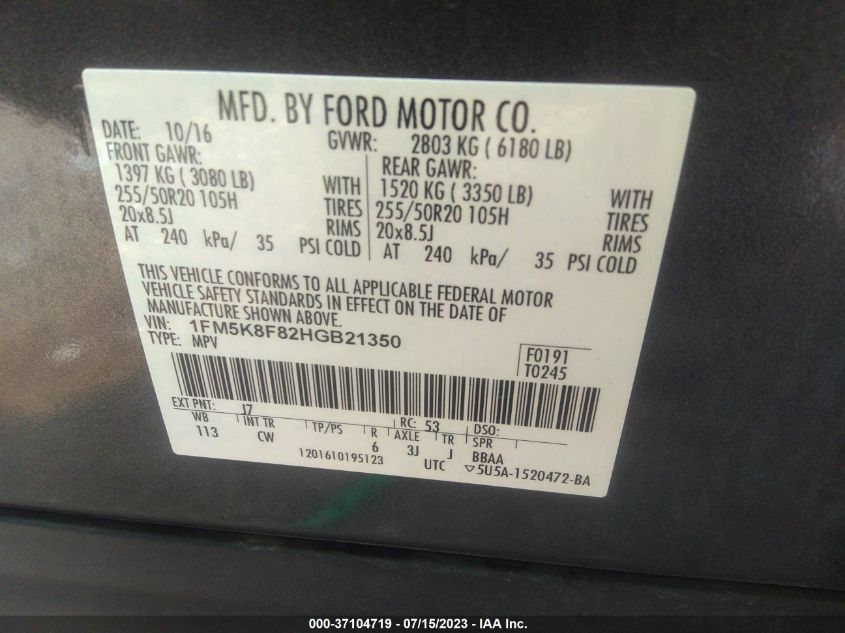 MFD. BY FORD MOTOR CO.
DATE: 10/16 GVWR: 2803 KG ( 6180 LB)
FRONT GAWR: REAR GAWR:
1397 KG ( 3080 LB) WITH 1520 KG ( 3350 LB) WITH
255/50R20 105H TIRES 255/50R20 105H TIRES
20x8.5J RIMS 20x8.5J RIMS
AT 240 kPa/ 35 PSI COLD AT 240 kPa/ 35 PSI COLD
THIS VEHICLE CONFORMS TO ALL APPLICABLE FEDERAL MOTOR
VEHICLE SAFETY STANDARDS IN EFFECT ON THE DATE OF
MANUFACTURE SHOWN ABOVE.
VIN: 1FM5K8F82HGB21350
TYPE: MPV
F0191
T0245
EXT PNT: J7 RC: 53 DSO:
WB INT TR TP/PS R AXLE TR SPR
113 CW 6 3J J BBAA
1201610195123 UTC ▽5U5A-1520472-BA
000-37104719 - 07/15/2023 - IAA Inc.